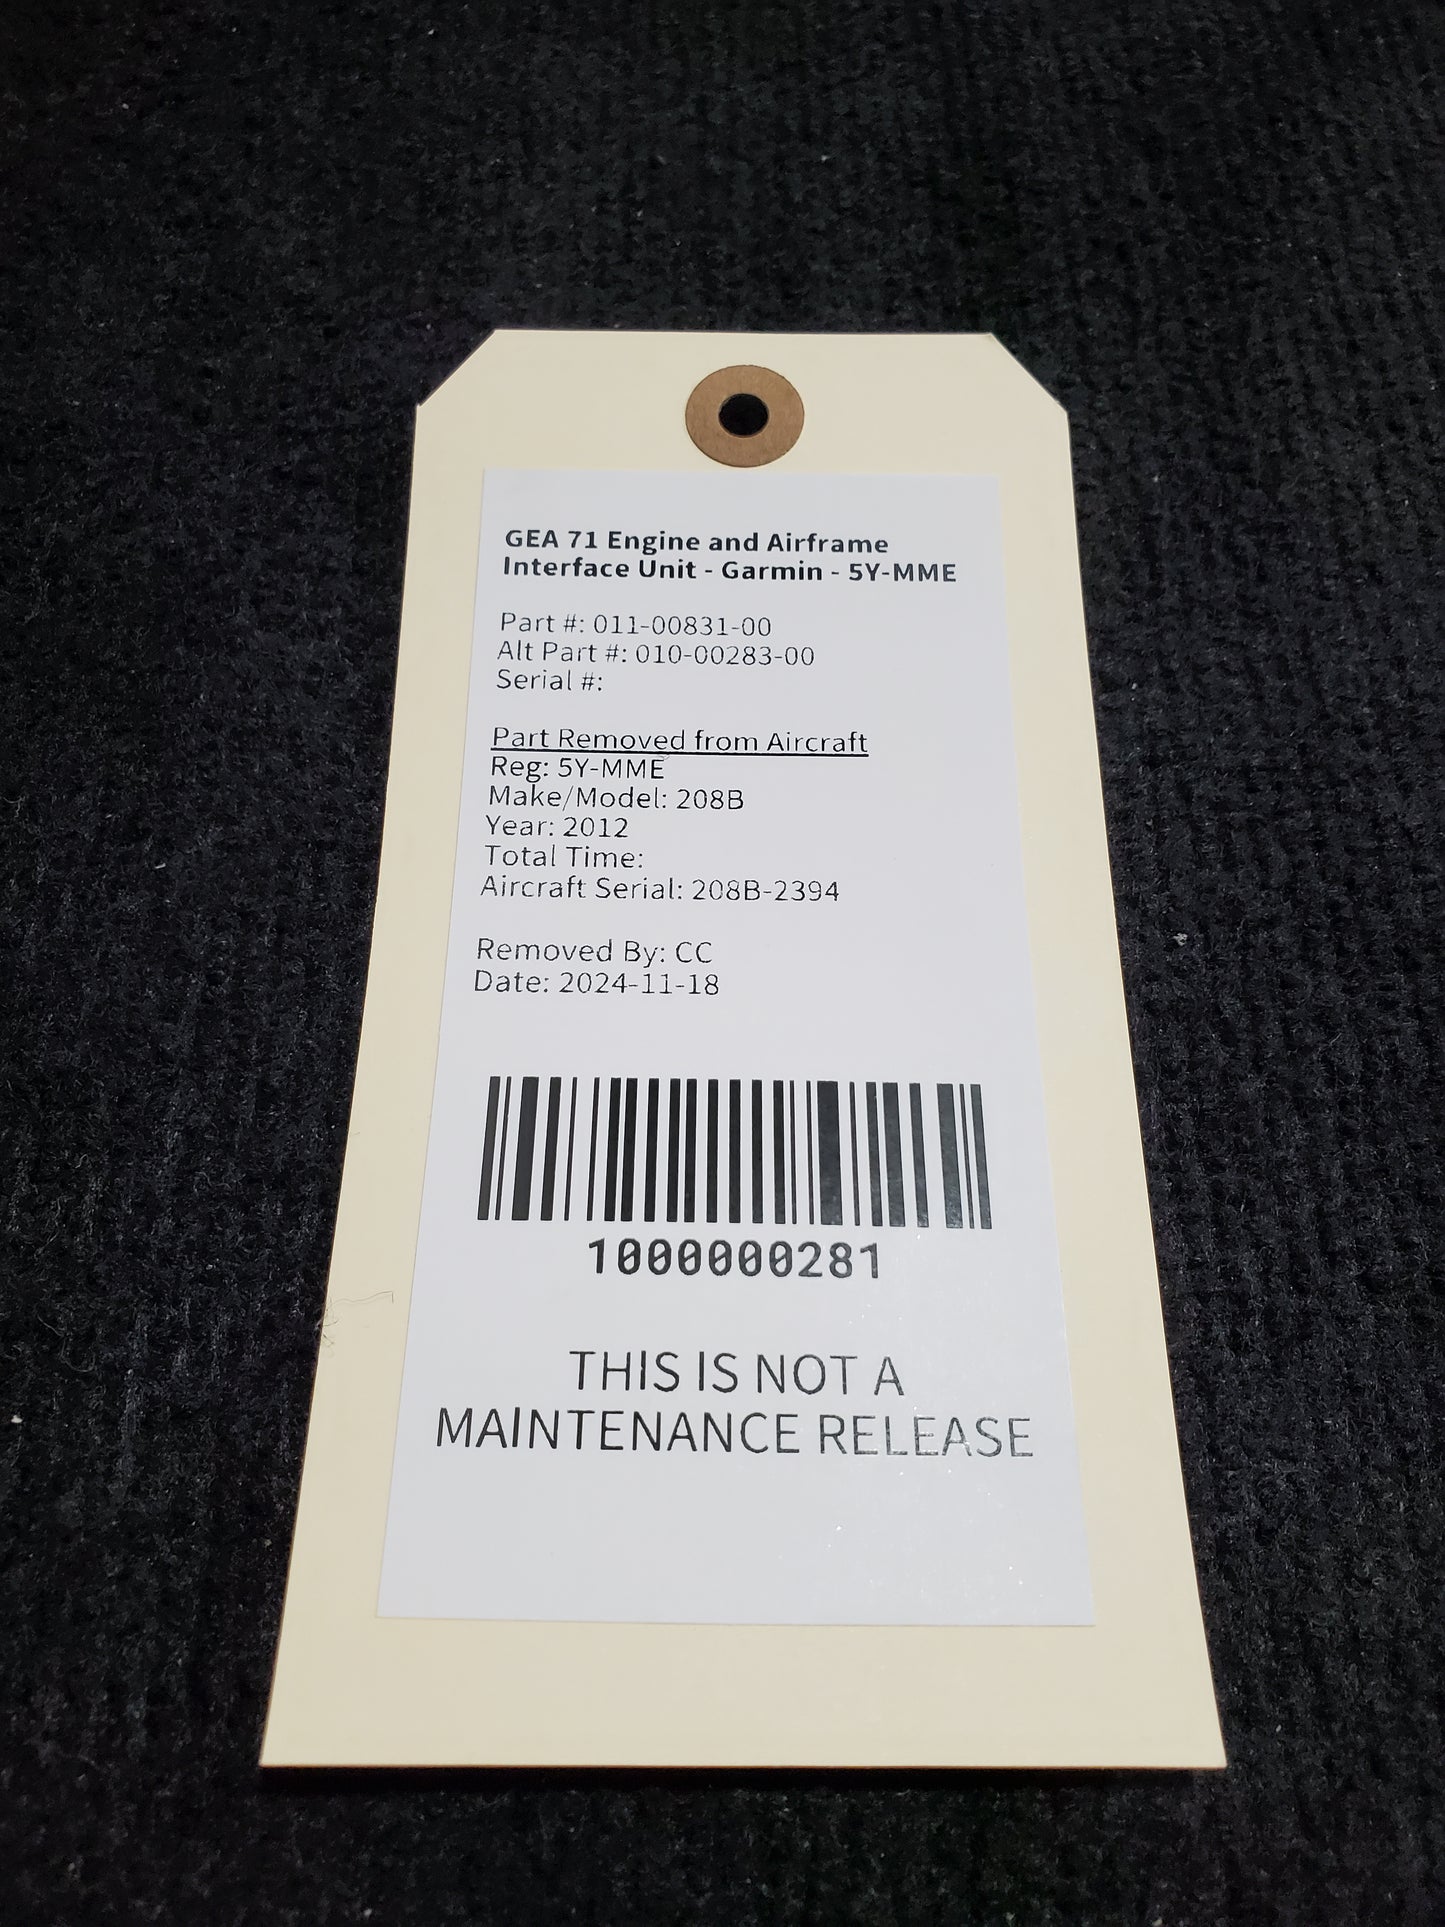 GEA 71 Engine and Airframe
Interface Unit - Garmin - 5Y-MME
Part #: 011-00831-00
Alt Part #: 010-00283-00
Serial #:
Part Removed from Aircraft
Reg: 5Y-MME
Make/Model: 208B
Year: 2012
Total Time:
Aircraft Serial: 208B-2394
Removed By: CC
Date: 2024-11-18
1000000281
THIS IS NOT A
MAINTENANCE RELEASE